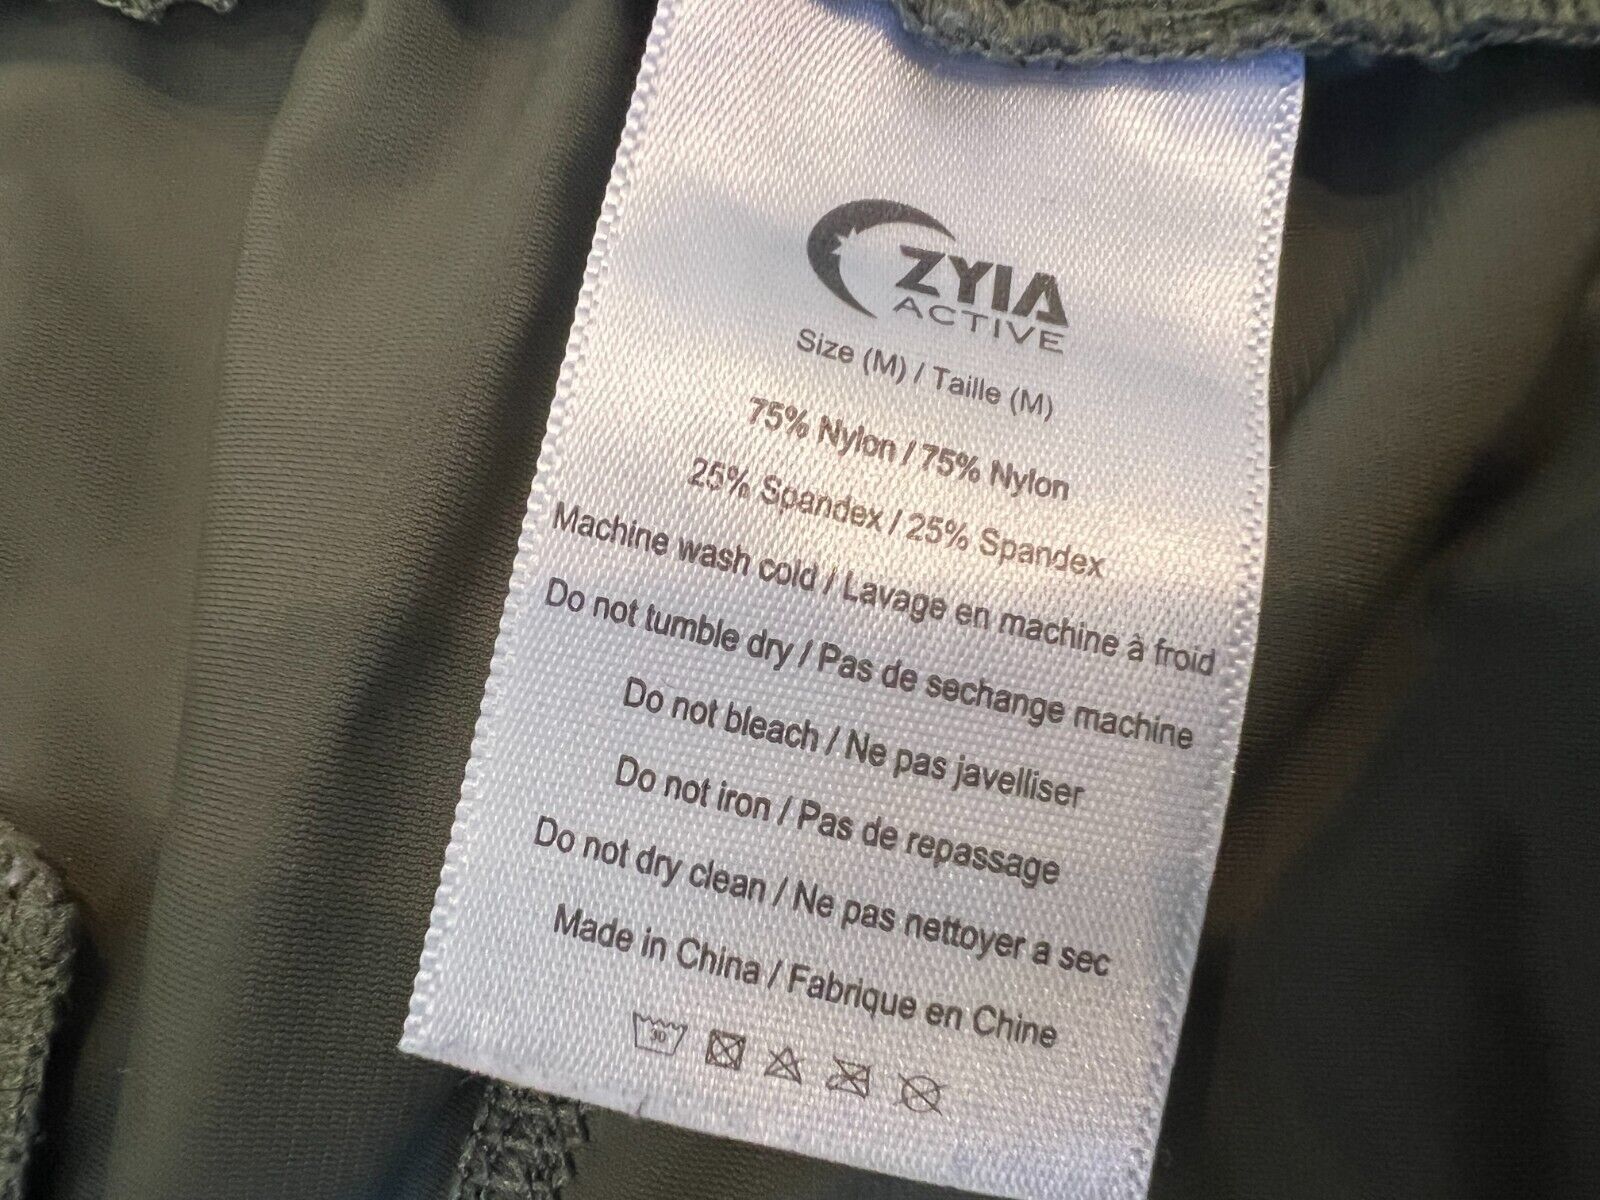 ZYIA
ACTIVE
Size (M) / Taille (M)
75% Nylon / 75% Nylon
25% Spandex / 25% Spandex
Machine wash cold / Lavage en machine à froid
Do not tumble dry / Pas de sechange machine
Do not bleach / Ne pas javelliser
Do not iron / Pas de repassage
Do not dry clean / Ne pas nettoyer a sec
Made in China / Fabrique en Chine
30